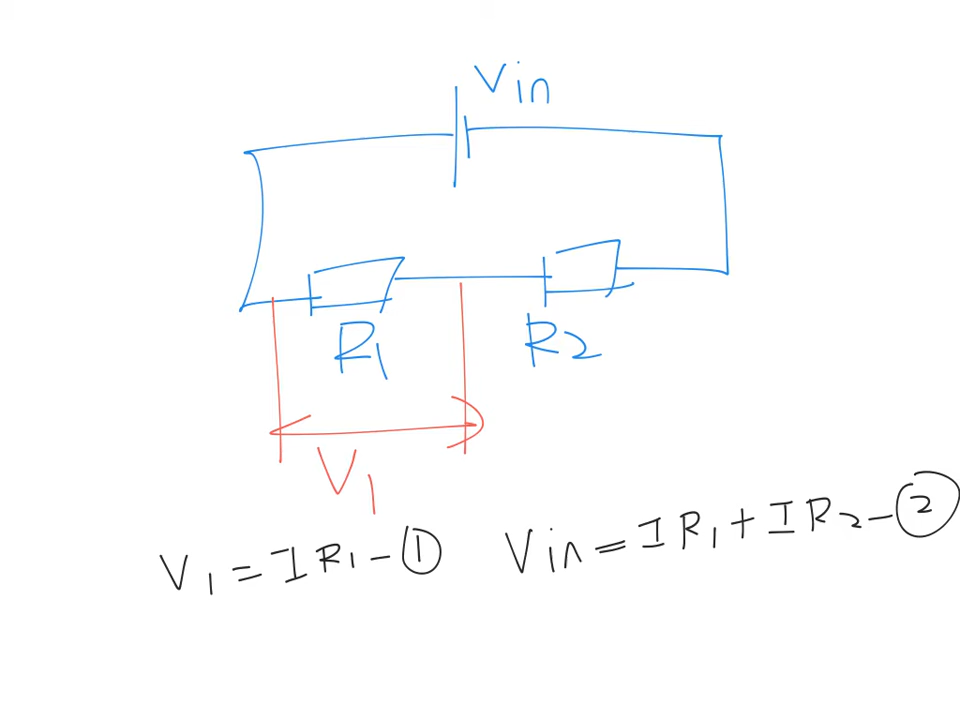 Vin
R1
R2
V1
V1 = IR1 - ①
Vin = IR1 + IR2 - ②